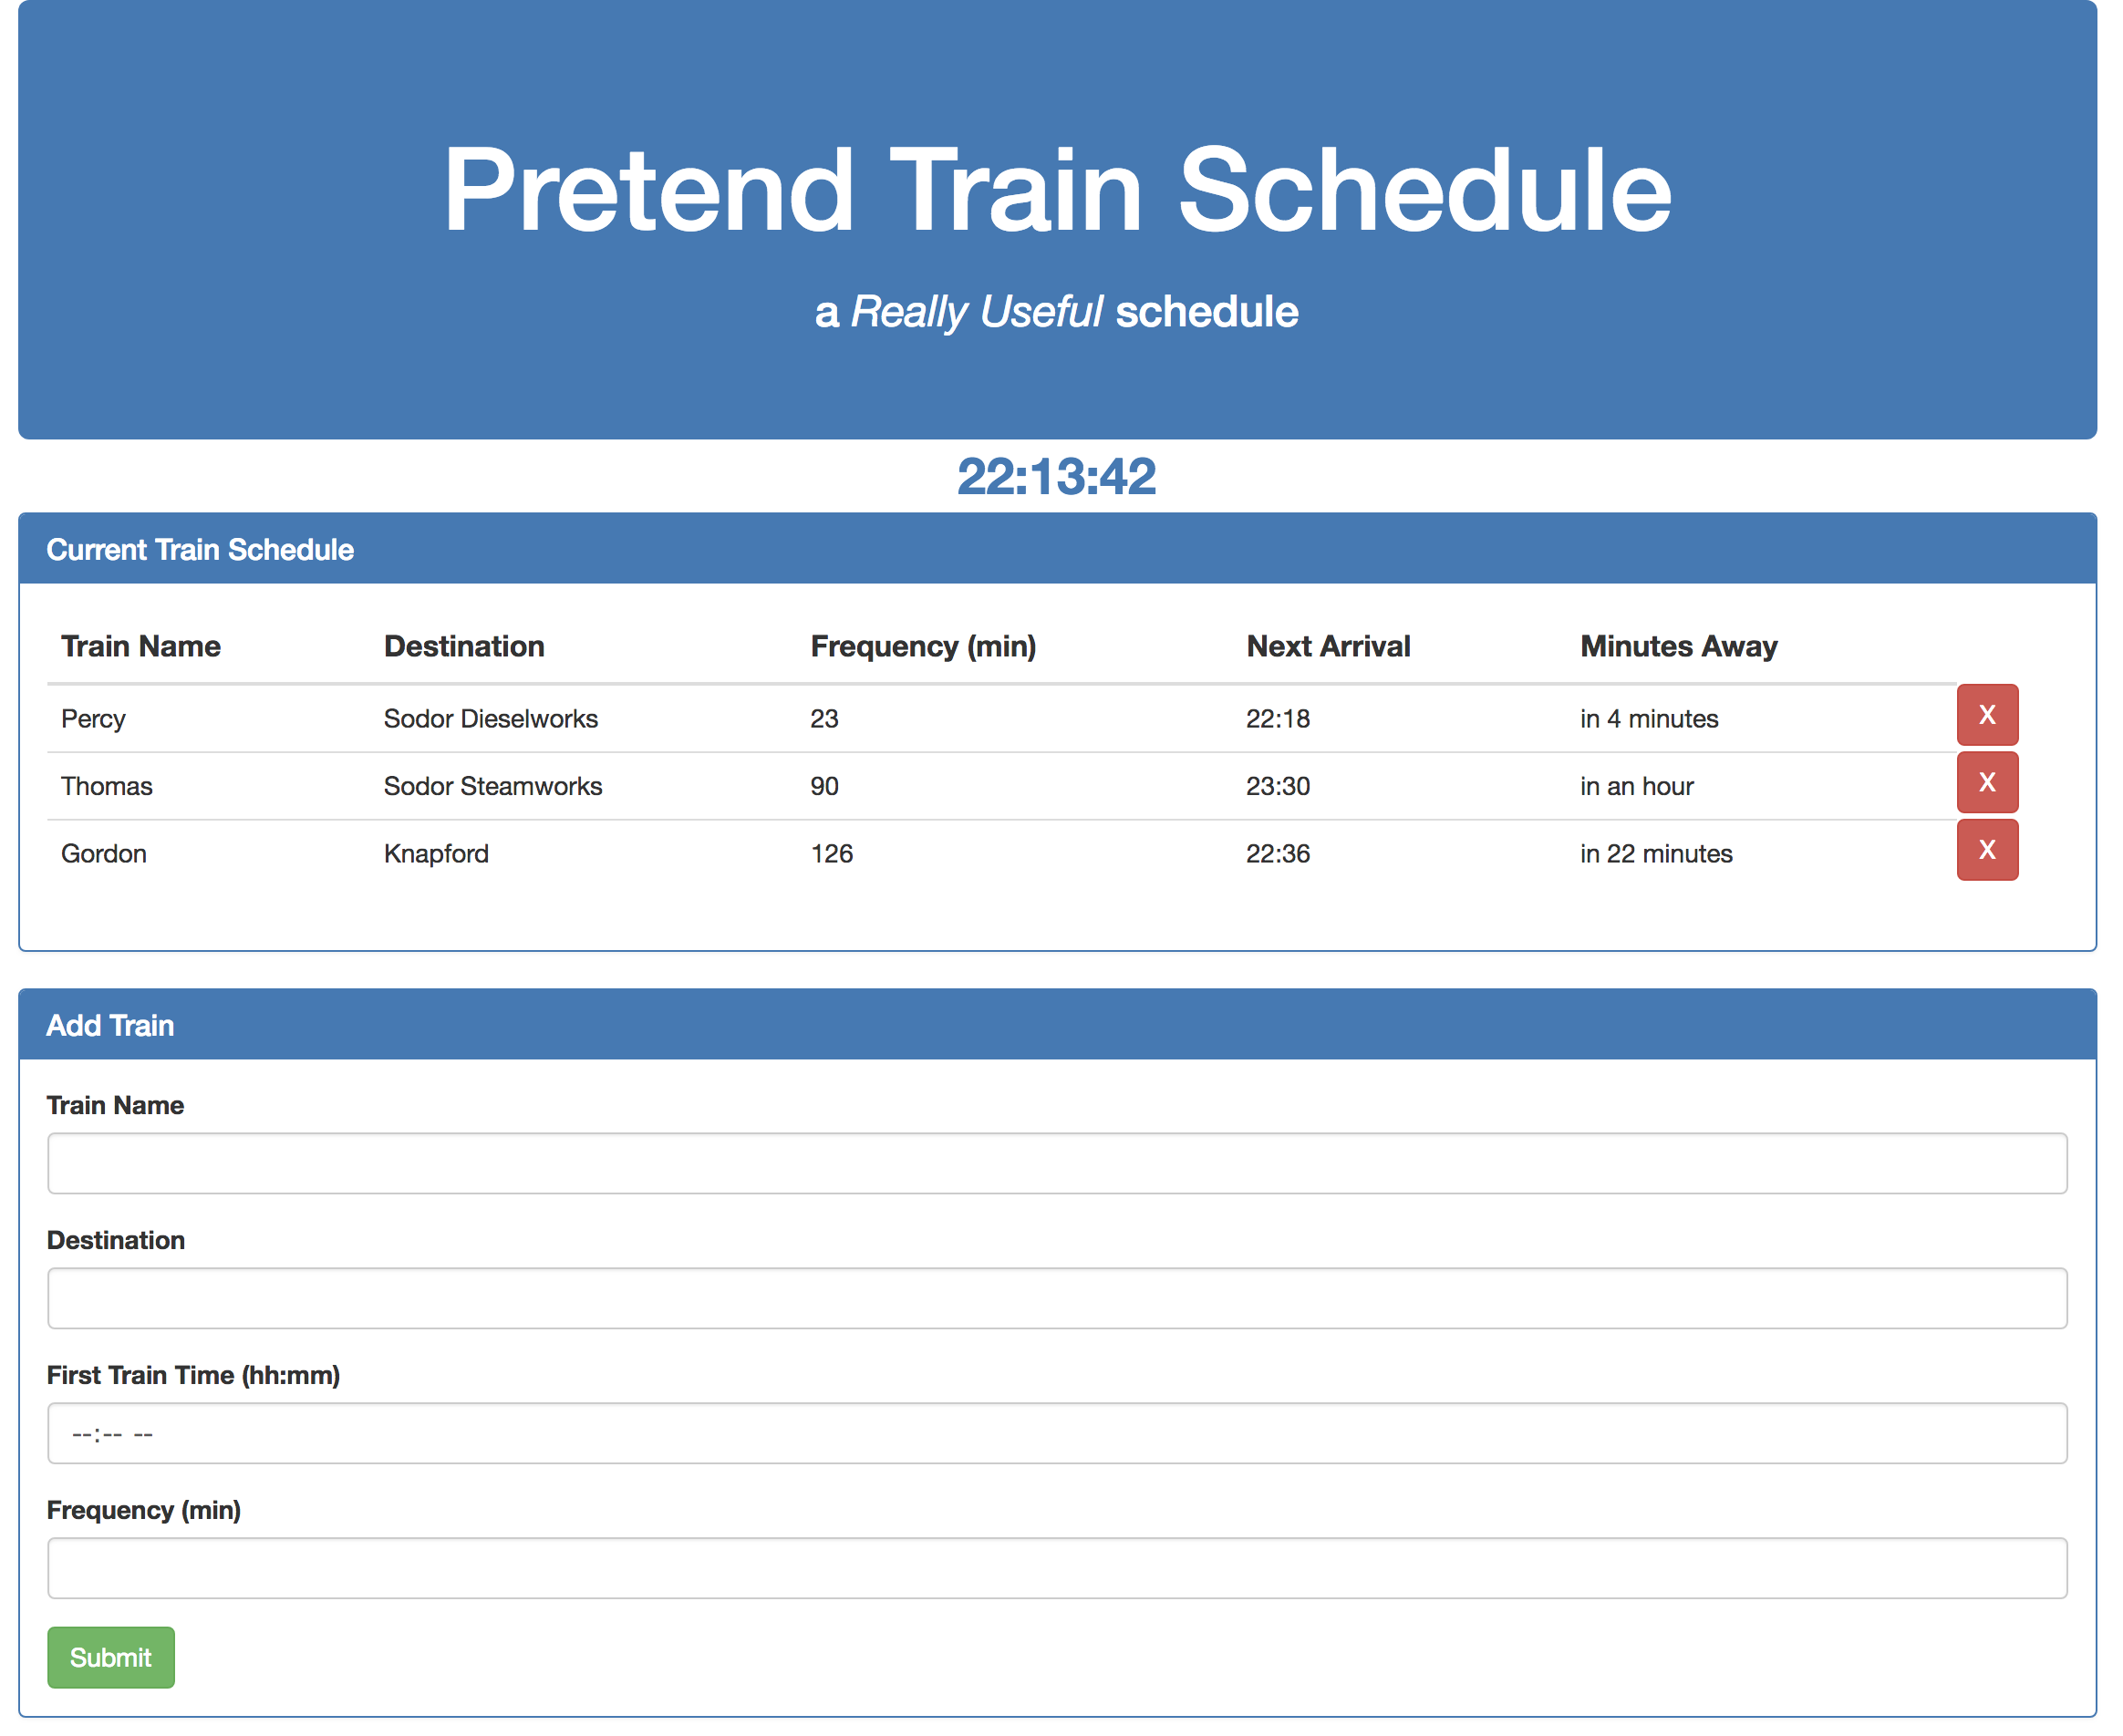 Pretend Train Schedule
a Really Useful schedule
22:13:42
Current Train Schedule
Train Name Destination Frequency (min) Next Arrival Minutes Away
Percy Sodor Dieselworks 23 22:18 in 4 minutes X
Thomas Sodor Steamworks 90 23:30 in an hour X
Gordon Knapford 126 22:36 in 22 minutes X
Add Train
Train Name
Destination
First Train Time (hh:mm)
--:-- --
Frequency (min)
Submit